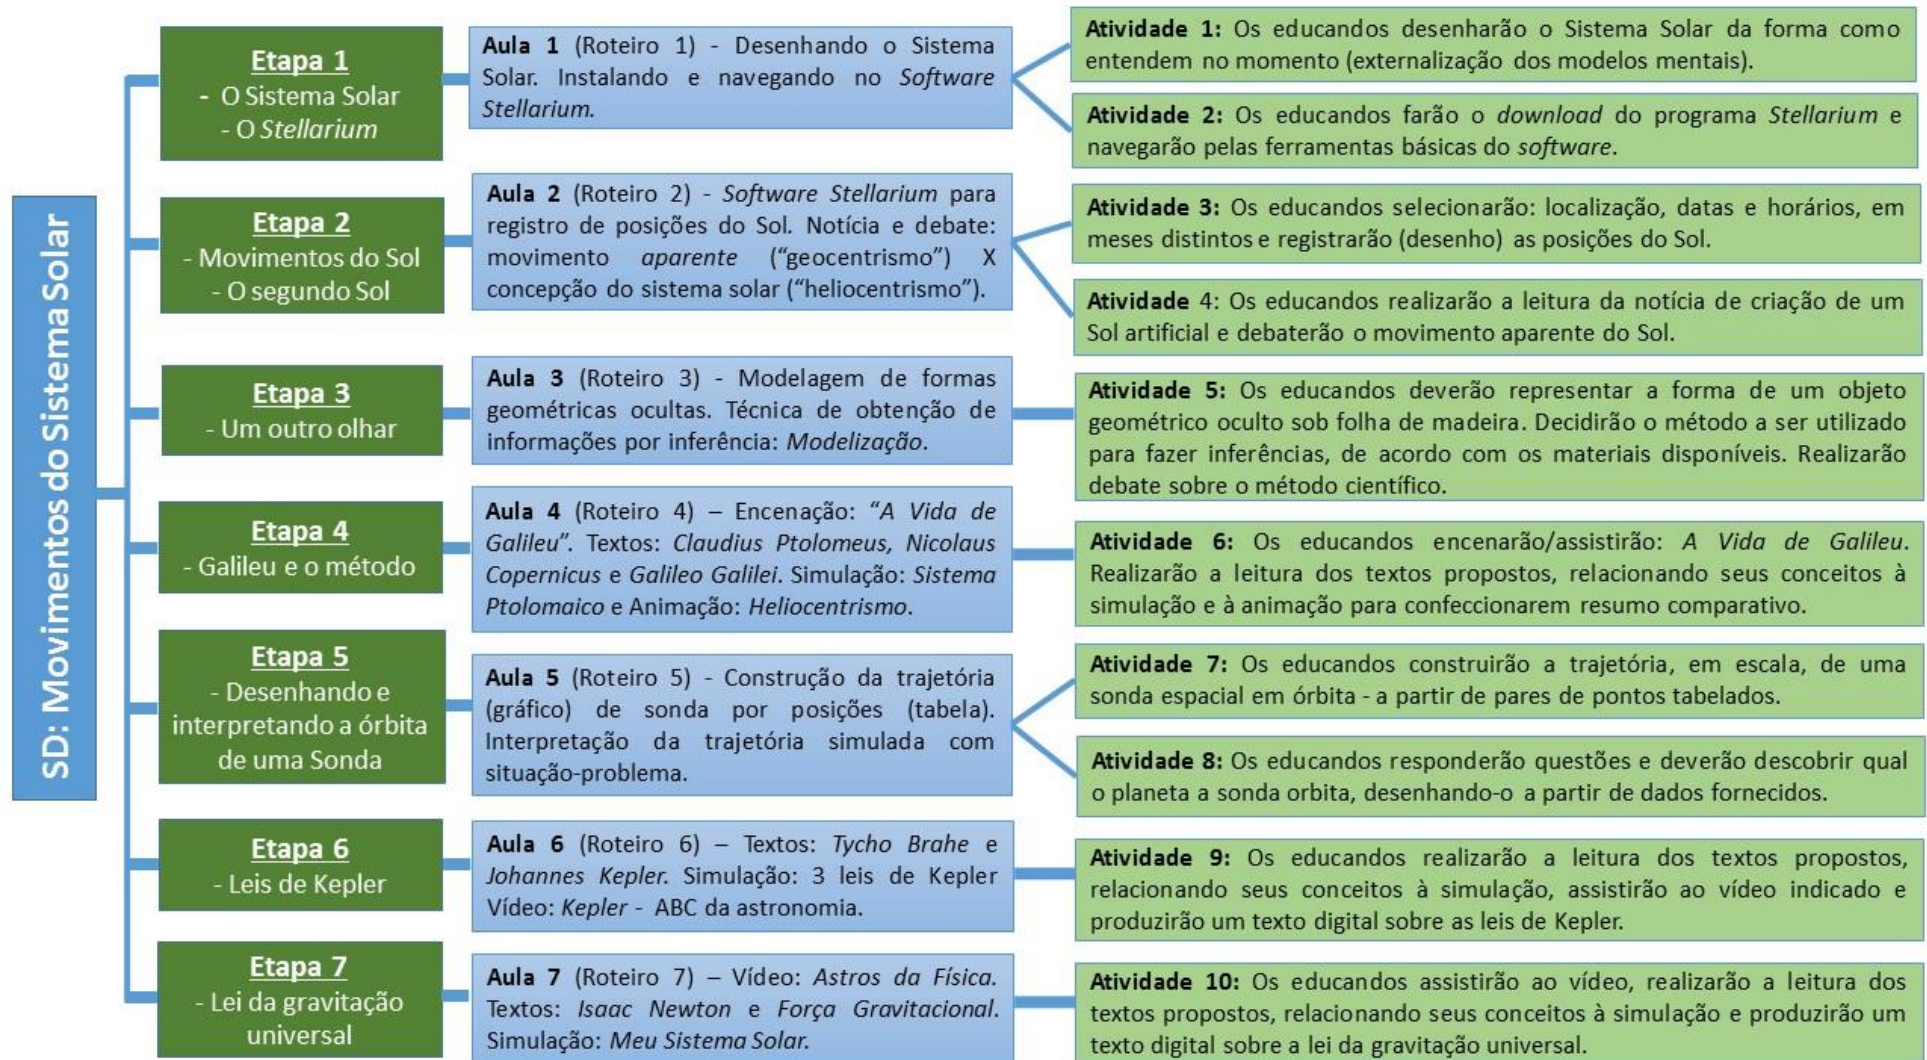 SD: Movimentos do Sistema Solar
Etapa 1
- O Sistema Solar
- O Stellarium
Aula 1 (Roteiro 1) - Desenhando o Sistema
Solar. Instalando e navegando no Software
Stellarium.
Atividade 1: Os educandos desenharão o Sistema Solar da forma como
entendem no momento (externalização dos modelos mentais).
Atividade 2: Os educandos farão o download do programa Stellarium e
navegarão pelas ferramentas básicas do software.
Etapa 2
- Movimentos do Sol
- O segundo Sol
Aula 2 (Roteiro 2) - Software Stellarium para
registro de posições do Sol. Notícia e debate:
movimento aparente (“geocentrismo”) X
concepção do sistema solar (“heliocentrismo”).
Atividade 3: Os educandos selecionarão: localização, datas e horários, em
meses distintos e registrarão (desenho) as posições do Sol.
Atividade 4: Os educandos realizarão a leitura da notícia de criação de um
Sol artificial e debaterão o movimento aparente do Sol.
Etapa 3
- Um outro olhar
Aula 3 (Roteiro 3) - Modelagem de formas
geométricas ocultas. Técnica de obtenção de
informações por inferência: Modelização.
Atividade 5: Os educandos deverão representar a forma de um objeto
geométrico oculto sob folha de madeira. Decidirão o método a ser utilizado
para fazer inferências, de acordo com os materiais disponíveis. Realizarão
debate sobre o método científico.
Etapa 4
- Galileu e o método
Aula 4 (Roteiro 4) – Encenação: “A Vida de
Galileu”. Textos: Claudius Ptolomeus, Nicolaus
Copernicus e Galileo Galilei. Simulação: Sistema
Ptolomaico e Animação: Heliocentrismo.
Atividade 6: Os educandos encenarão/assistirão: A Vida de Galileu.
Realizarão a leitura dos textos propostos, relacionando seus conceitos à
simulação e à animação para confeccionarem resumo comparativo.
Etapa 5
- Desenhando e
interpretando a órbita
de uma Sonda
Aula 5 (Roteiro 5) - Construção da trajetória
(gráfico) de sonda por posições (tabela).
Interpretação da trajetória simulada com
situação-problema.
Atividade 7: Os educandos construirão a trajetória, em escala, de uma
sonda espacial em órbita - a partir de pares de pontos tabelados.
Atividade 8: Os educandos responderão questões e deverão descobrir qual
o planeta a sonda orbita, desenhando-o a partir de dados fornecidos.
Etapa 6
- Leis de Kepler
Aula 6 (Roteiro 6) – Textos: Tycho Brahe e
Johannes Kepler. Simulação: 3 leis de Kepler
Vídeo: Kepler - ABC da astronomia.
Atividade 9: Os educandos realizarão a leitura dos textos propostos,
relacionando seus conceitos à simulação, assistirão ao vídeo indicado e
produzirão um texto digital sobre as leis de Kepler.
Etapa 7
- Lei da gravitação
universal
Aula 7 (Roteiro 7) – Vídeo: Astros da Física.
Textos: Isaac Newton e Força Gravitacional.
Simulação: Meu Sistema Solar.
Atividade 10: Os educandos assistirão ao vídeo, realizarão a leitura dos
textos propostos, relacionando seus conceitos à simulação e produzirão um
texto digital sobre a lei da gravitação universal.